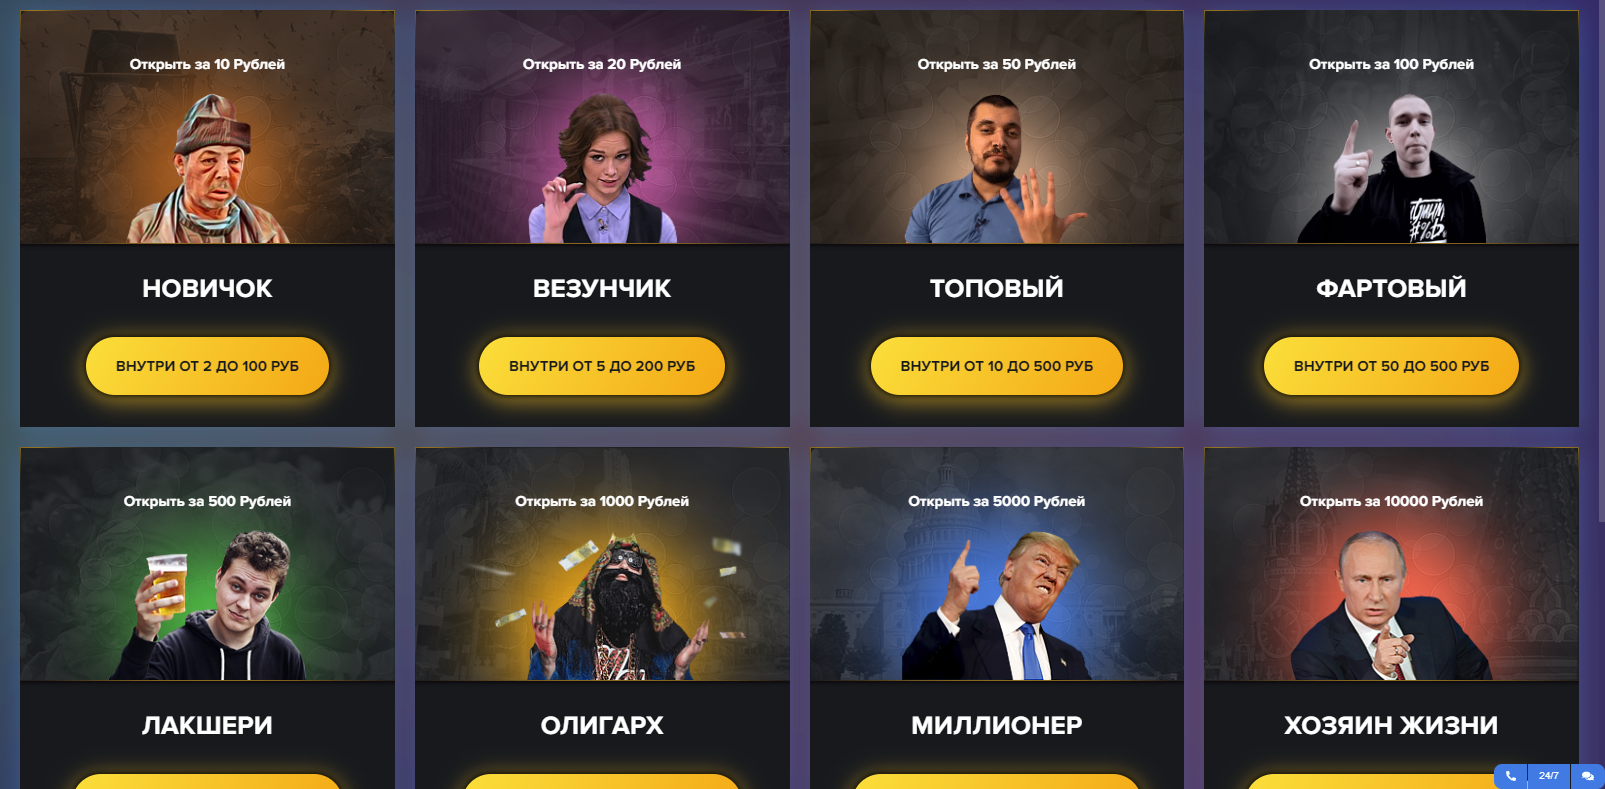 Открыть за 10 Рублей
НОВИЧОК
ВНУТРИ ОТ 2 ДО 100 РУБ
Открыть за 20 Рублей
ВЕЗУНЧИК
ВНУТРИ ОТ 5 ДО 200 РУБ
Открыть за 50 Рублей
ТОПОВЫЙ
ВНУТРИ ОТ 10 ДО 500 РУБ
Открыть за 100 Рублей
ФАРТОВЫЙ
ВНУТРИ ОТ 50 ДО 500 РУБ
Открыть за 500 Рублей
ЛАКШЕРИ
Открыть за 1000 Рублей
ОЛИГАРХ
Открыть за 5000 Рублей
МИЛЛИОНЕР
Открыть за 10000 Рублей
ХОЗЯИН ЖИЗНИ
24/7